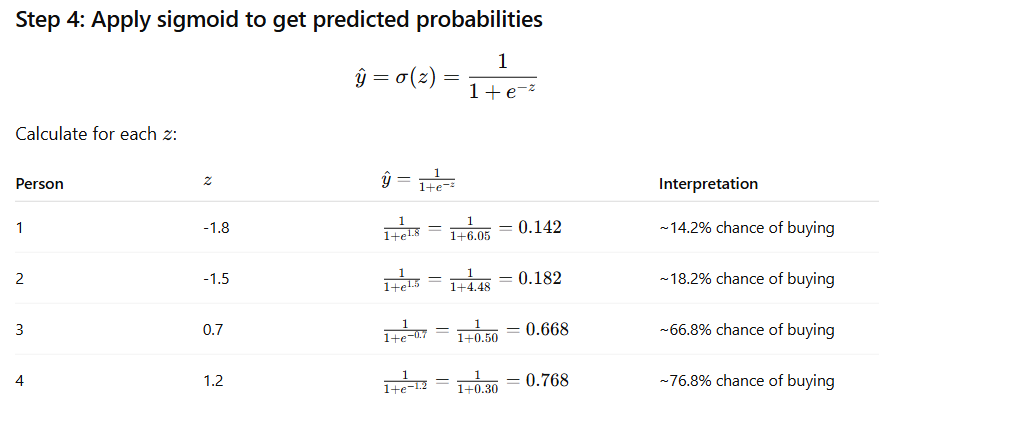 Step 4: Apply sigmoid to get predicted probabilities
ŷ = σ(z) = 1 / (1 + e^{−z})
Calculate for each z:
Person z ŷ = 1/(1+e^{−z}) Interpretation
1 -1.8 1/(1+e^{1.8}) = 1/(1+6.05) = 0.142 ~14.2% chance of buying
2 -1.5 1/(1+e^{1.5}) = 1/(1+4.48) = 0.182 ~18.2% chance of buying
3 0.7 1/(1+e^{−0.7}) = 1/(1+0.50) = 0.668 ~66.8% chance of buying
4 1.2 1/(1+e^{−1.2}) = 1/(1+0.30) = 0.768 ~76.8% chance of buying